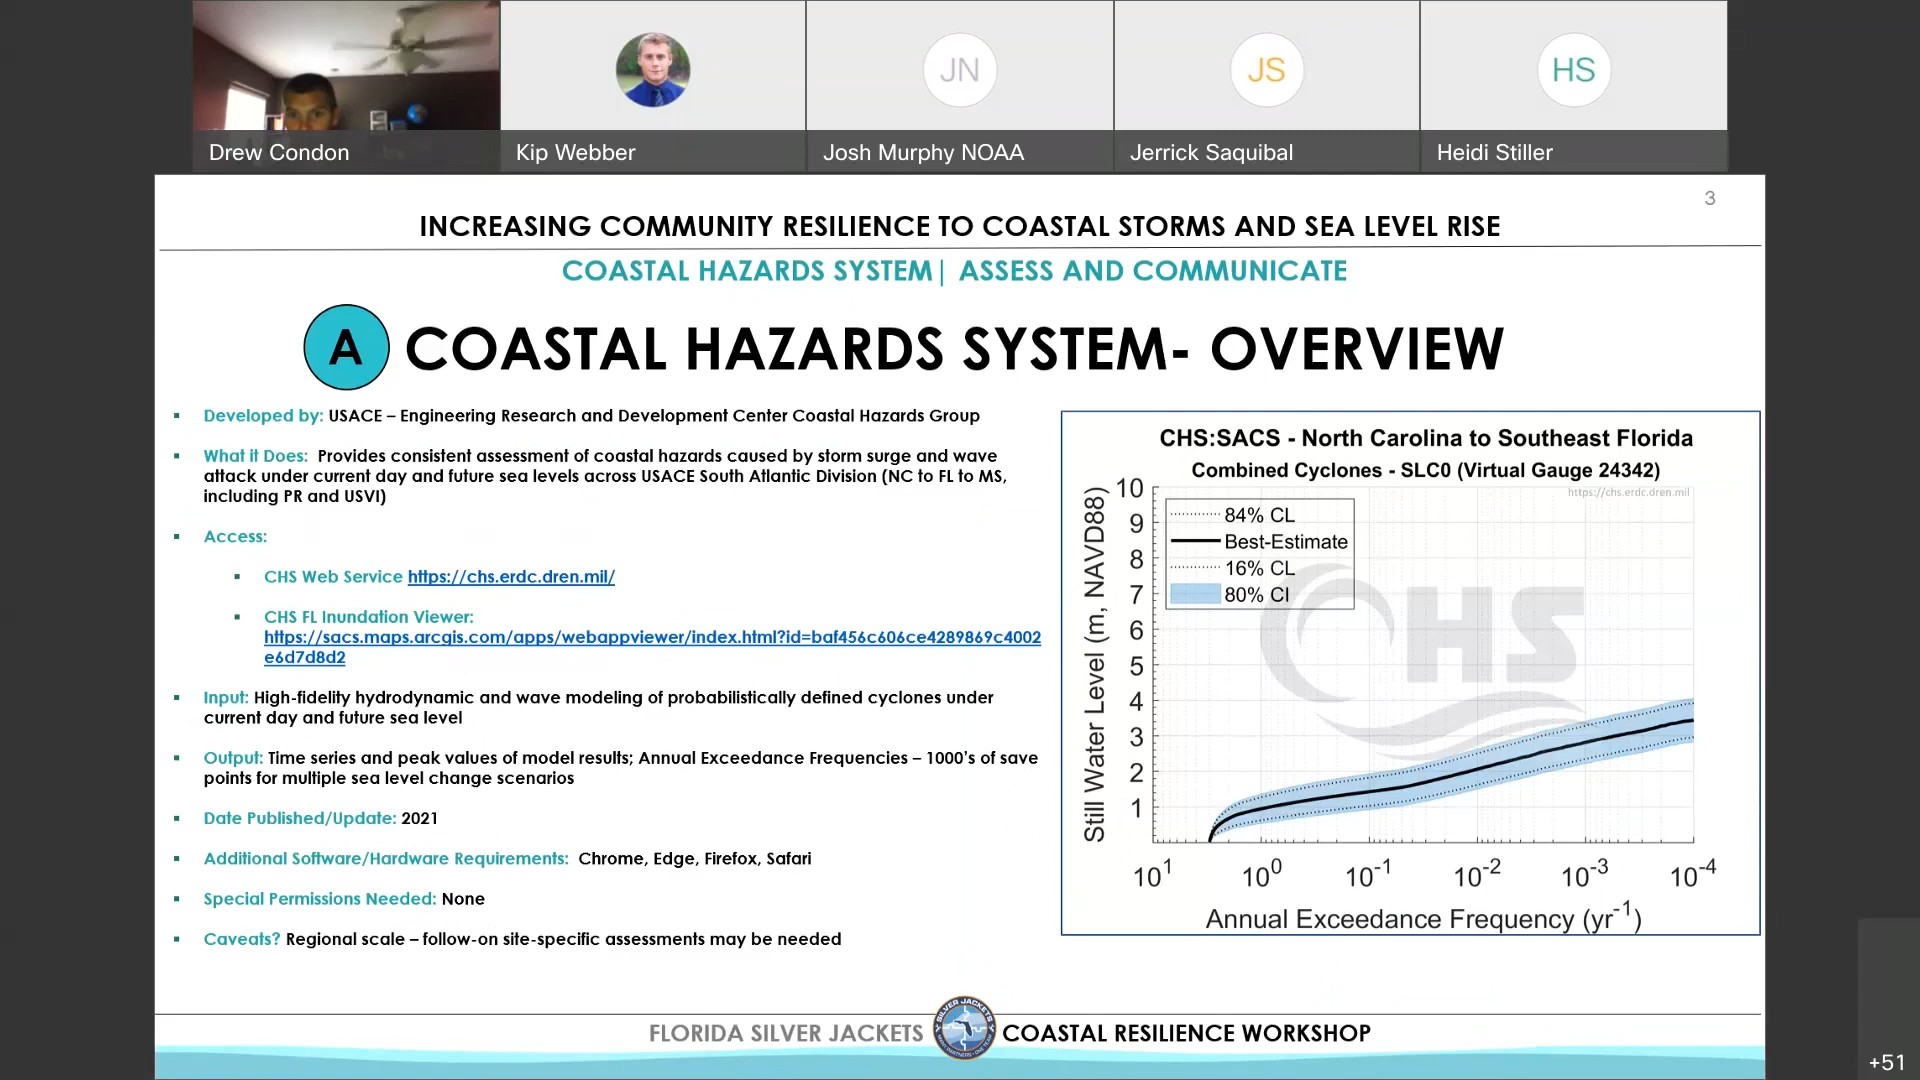 JN
JS
HS
Drew Condon
Kip Webber
Josh Murphy NOAA
Jerrick Saquibal
Heidi Stiller
3
INCREASING COMMUNITY RESILIENCE TO COASTAL STORMS AND SEA LEVEL RISE
COASTAL HAZARDS SYSTEM| ASSESS AND COMMUNICATE
A COASTAL HAZARDS SYSTEM- OVERVIEW
▪ Developed by: USACE – Engineering Research and Development Center Coastal Hazards Group
▪ What it Does: Provides consistent assessment of coastal hazards caused by storm surge and wave
attack under current day and future sea levels across USACE South Atlantic Division (NC to FL to MS,
including PR and USVI)
▪ Access:
▪ CHS Web Service https://chs.erdc.dren.mil/
▪ CHS FL Inundation Viewer:
https://sacs.maps.arcgis.com/apps/webappviewer/index.html?id=baf456c606ce4289869c4002
e6d7d8d2
▪ Input: High-fidelity hydrodynamic and wave modeling of probabilistically defined cyclones under
current day and future sea level
▪ Output: Time series and peak values of model results; Annual Exceedance Frequencies – 1000’s of save
points for multiple sea level change scenarios
▪ Date Published/Update: 2021
▪ Additional Software/Hardware Requirements: Chrome, Edge, Firefox, Safari
▪ Special Permissions Needed: None
▪ Caveats? Regional scale – follow-on site-specific assessments may be needed
CHS:SACS - North Carolina to Southeast Florida
Combined Cyclones - SLC0 (Virtual Gauge 24342)
https://chs.erdc.dren.mil
84% CL
Best-Estimate
16% CL
80% CI
CHS
Still Water Level (m, NAVD88)
10
9
8
7
6
5
4
3
2
1
10^1 10^0 10^-1 10^-2 10^-3 10^-4
Annual Exceedance Frequency (yr^-1)
FLORIDA SILVER JACKETS COASTAL RESILIENCE WORKSHOP
SILVER JACKETS
+51